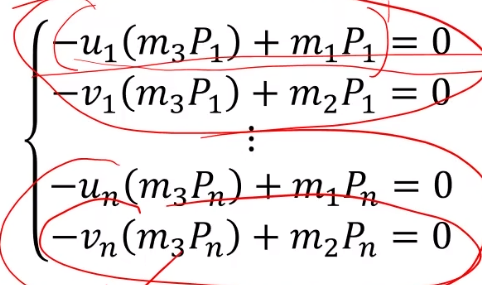 −u₁(m₃P₁) + m₁P₁ = 0
−v₁(m₃P₁) + m₂P₁ = 0
⋮
−uₙ(m₃Pₙ) + m₁Pₙ = 0
−vₙ(m₃Pₙ) + m₂Pₙ = 0